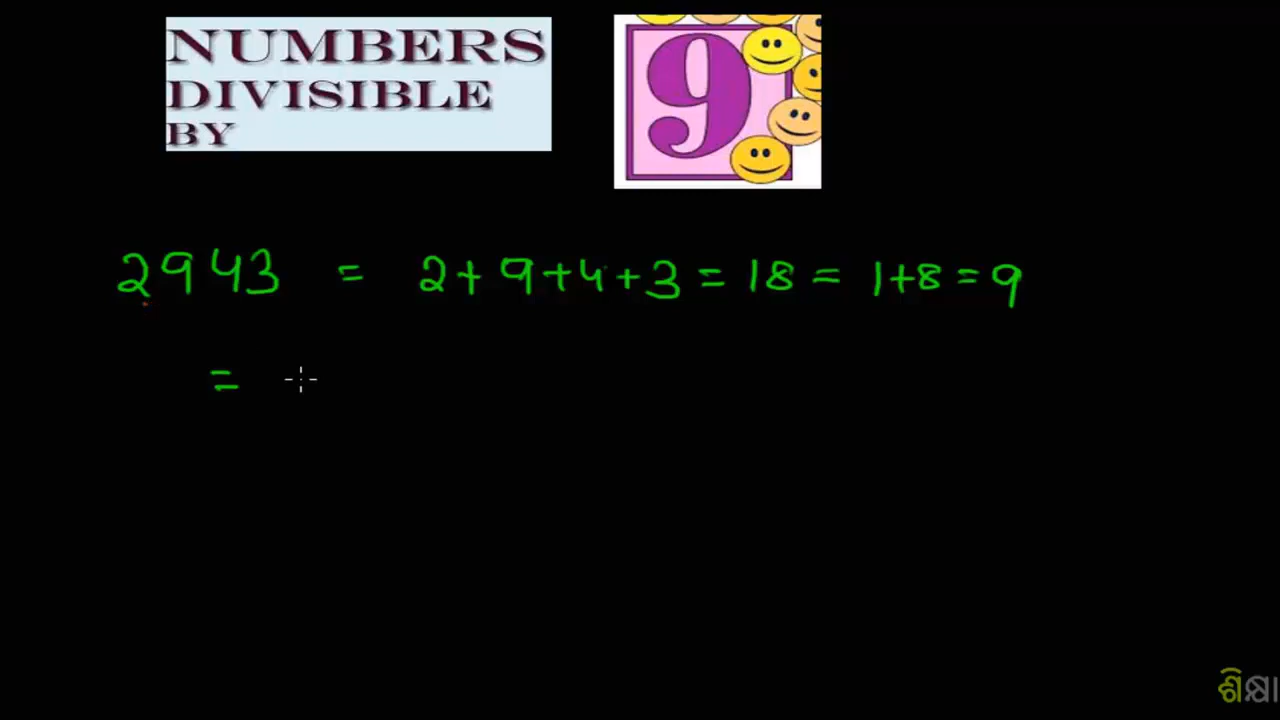 NUMBERS
DIVISIBLE
BY
9
2943 = 2+9+4+3=18=1+8=9
=
ଶିକ୍ଷା